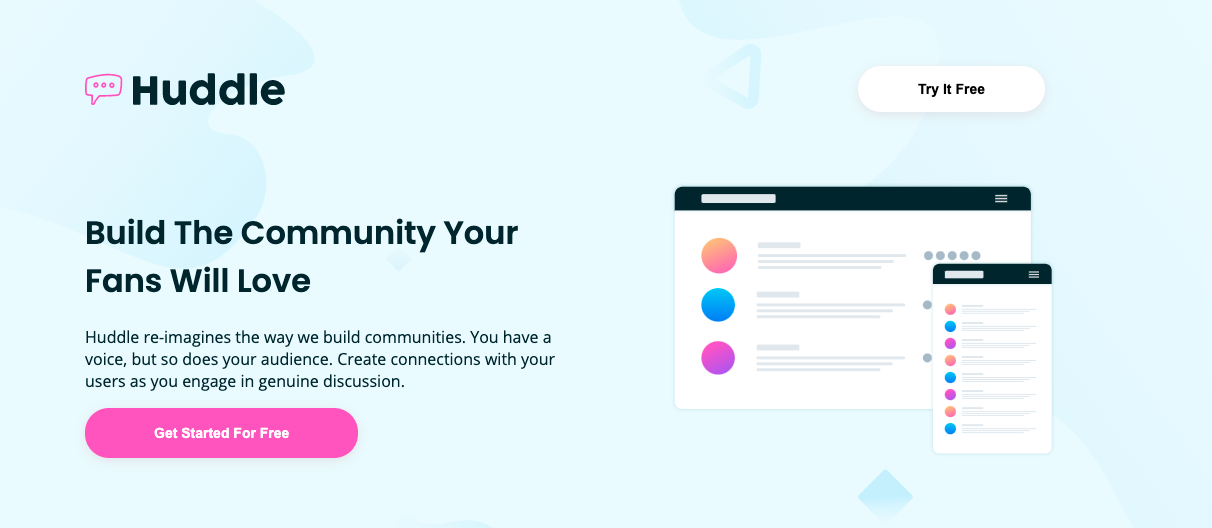 Huddle
Try It Free
Build The Community Your
Fans Will Love
Huddle re-imagines the way we build communities. You have a
voice, but so does your audience. Create connections with your
users as you engage in genuine discussion.
Get Started For Free